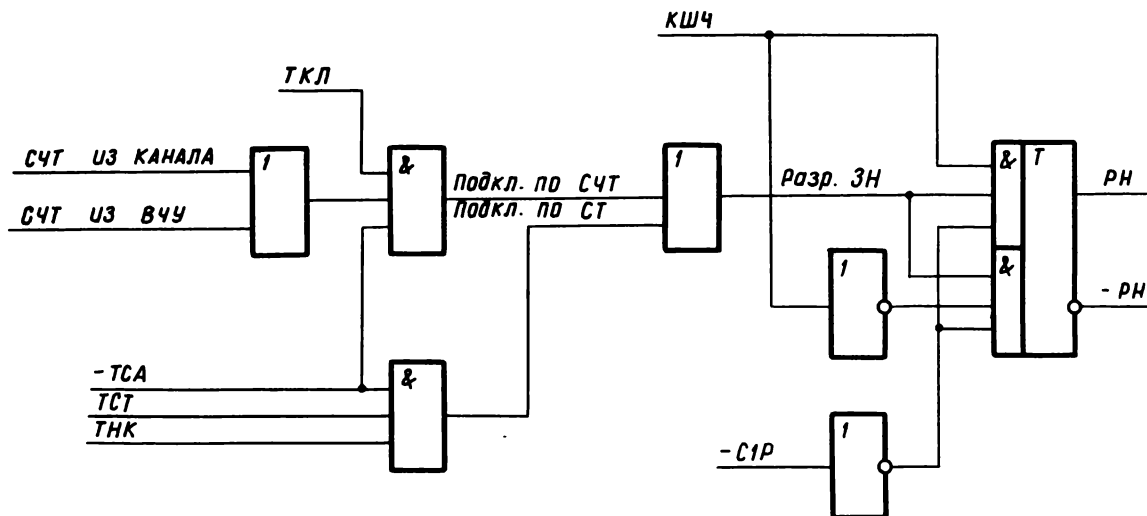 КШЧ
ТКЛ
СЧТ ИЗ КАНАЛА
1
&
Подкл. по СЧТ
1
Разр. ЗН
&
Т
РН
СЧТ ИЗ ВЧУ
Подкл. по СТ
&
1
-РН
-ТСА
&
ТСТ
ТНК
1
-С1Р